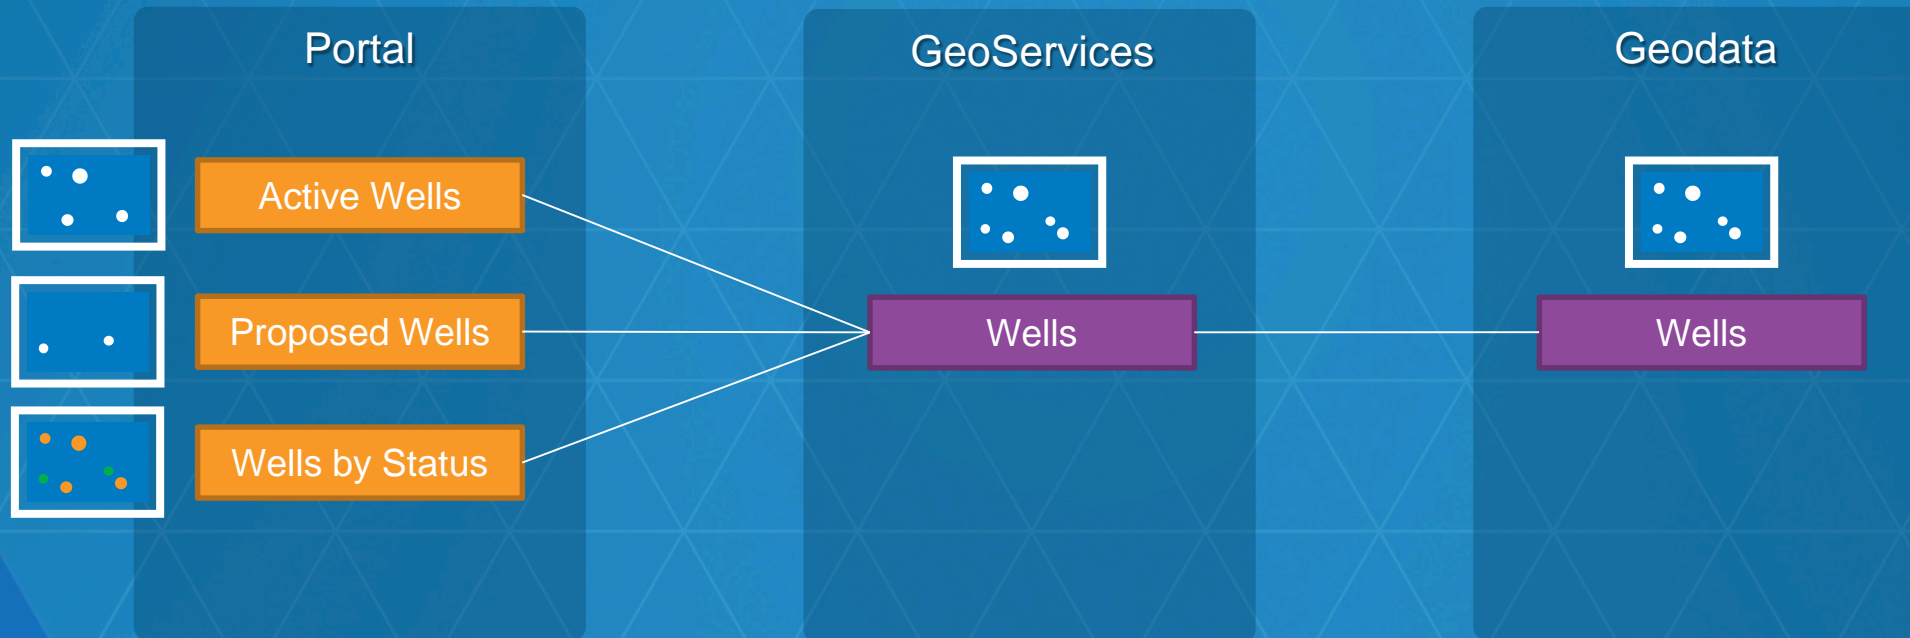 Portal
GeoServices
Geodata
Active Wells
Proposed Wells
Wells
Wells
Wells by Status